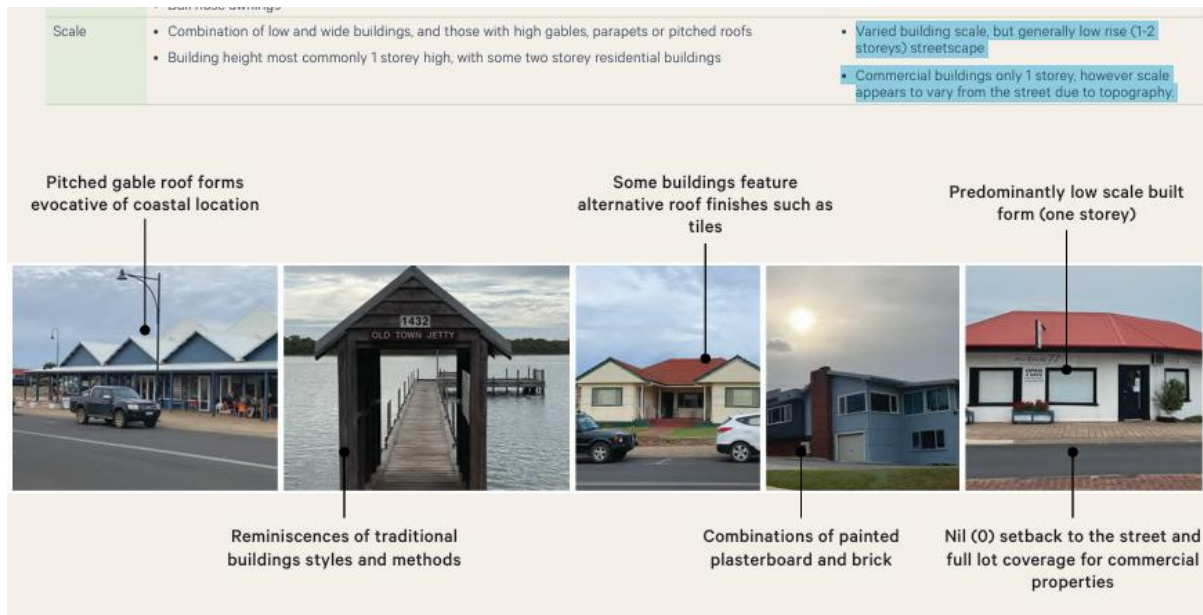 Bull nose awnings
Scale
• Combination of low and wide buildings, and those with high gables, parapets or pitched roofs
• Building height most commonly 1 storey high, with some two storey residential buildings
• Varied building scale, but generally low rise (1-2
storeys) streetscape
• Commercial buildings only 1 storey, however scale
appears to vary from the street due to topography.
Pitched gable roof forms
evocative of coastal location
Some buildings feature
alternative roof finishes such as
tiles
Predominantly low scale built
form (one storey)
1432
OLD TOWN JETTY
Reminiscences of traditional
buildings styles and methods
Combinations of painted
plasterboard and brick
Nil (0) setback to the street and
full lot coverage for commercial
properties